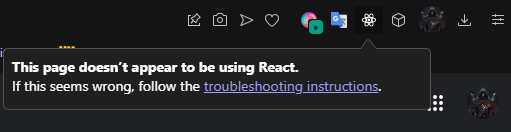 This page doesn’t appear to be using React.
If this seems wrong, follow the troubleshooting instructions.